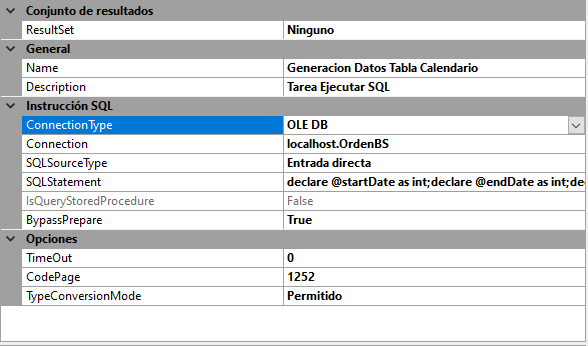 Conjunto de resultados
ResultSet Ninguno
General
Name Generacion Datos Tabla Calendario
Description Tarea Ejecutar SQL
Instrucción SQL
ConnectionType OLE DB
Connection localhost.OrdenBS
SQLSourceType Entrada directa
SQLStatement declare @startDate as int;declare @endDate as int;de
IsQueryStoredProcedure False
BypassPrepare True
Opciones
TimeOut 0
CodePage 1252
TypeConversionMode Permitido